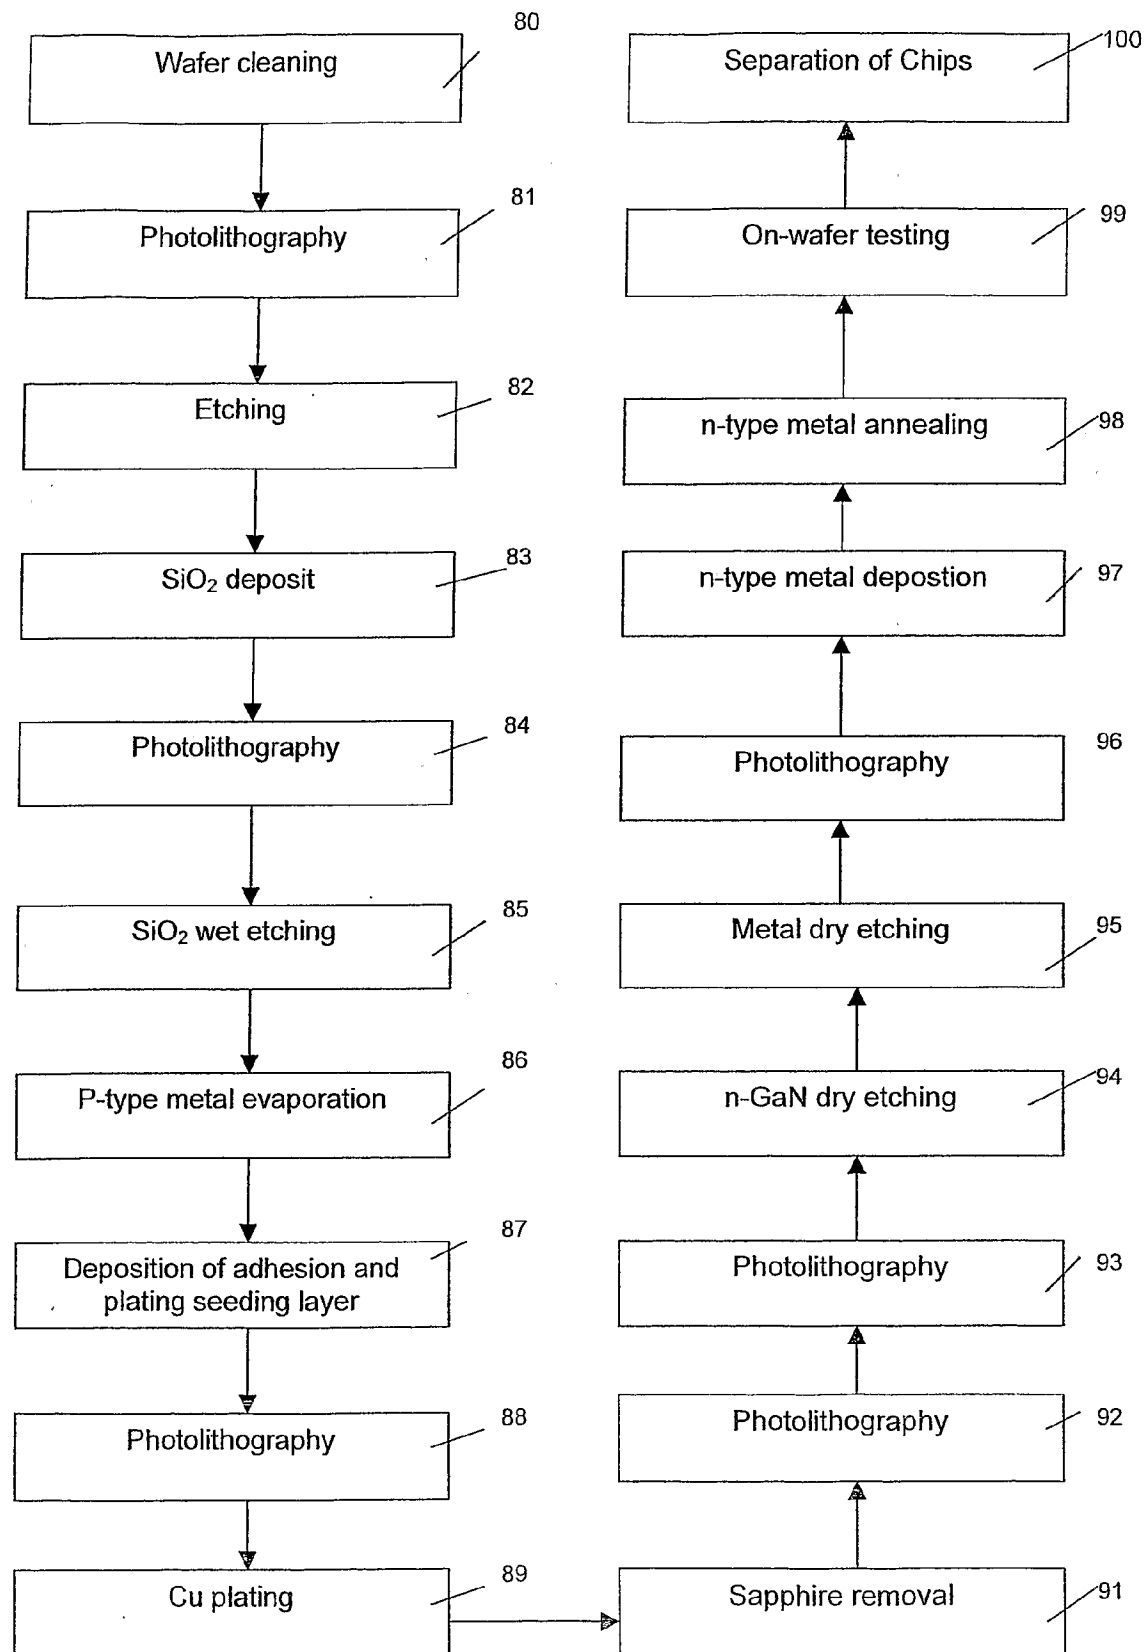 80
Wafer cleaning
81
Photolithography
82
Etching
83
SiO₂ deposit
84
Photolithography
85
SiO₂ wet etching
86
P-type metal evaporation
87
Deposition of adhesion and
plating seeding layer
88
Photolithography
89
Cu plating
Sapphire removal
91
Photolithography
92
Photolithography
93
n-GaN dry etching
94
Metal dry etching
95
Photolithography
96
n-type metal depostion
97
n-type metal annealing
98
On-wafer testing
99
Separation of Chips
100